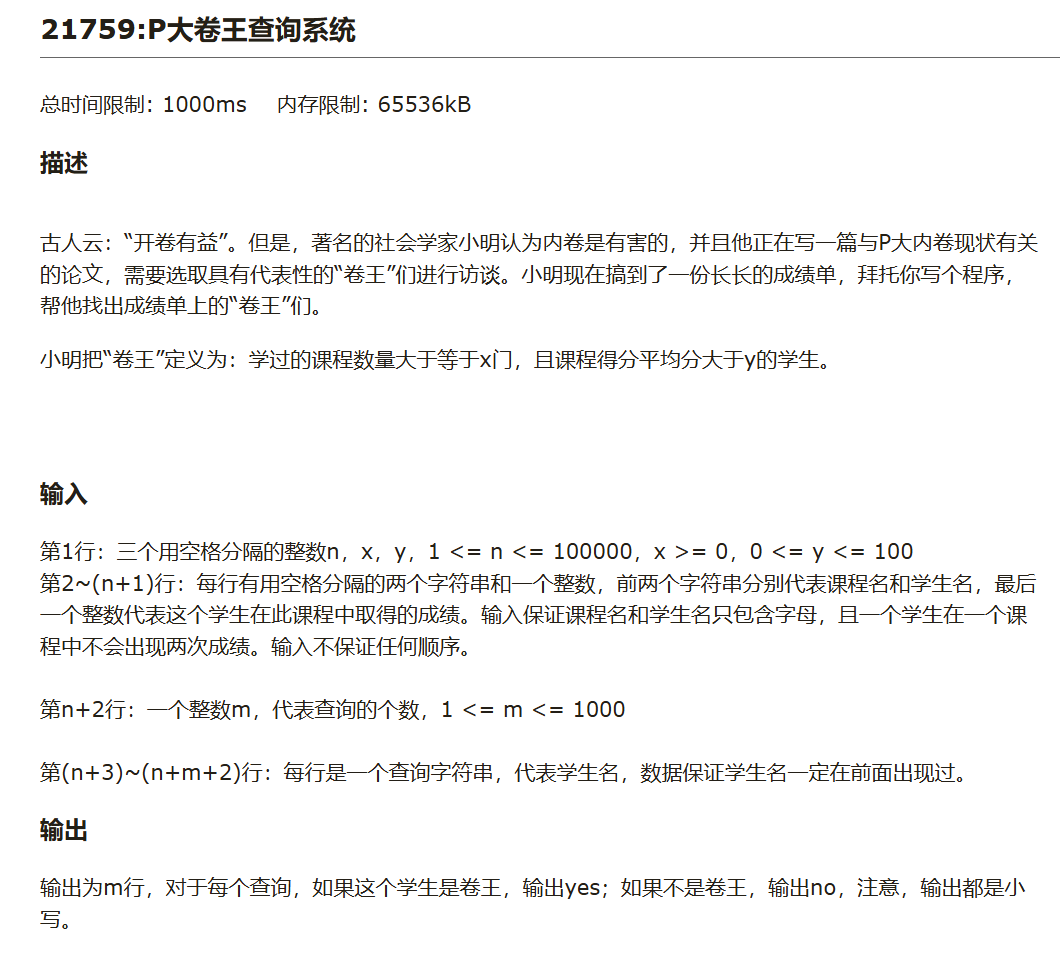 21759:P大卷王查询系统
总时间限制: 1000ms 内存限制: 65536kB
描述
古人云：“开卷有益”。但是，著名的社会学家小明认为内卷是有害的，并且他正在写一篇与P大内卷现状有关
的论文，需要选取具有代表性的“卷王”们进行访谈。小明现在搞到了一份长长的成绩单，拜托你写个程序，
帮他找出成绩单上的“卷王”们。
小明把“卷王”定义为：学过的课程数量大于等于x门，且课程得分平均分大于y的学生。
输入
第1行：三个用空格分隔的整数n，x，y，1 <= n <= 100000，x >= 0，0 <= y <= 100
第2~(n+1)行：每行有用空格分隔的两个字符串和一个整数，前两个字符串分别代表课程名和学生名，最后
一个整数代表这个学生在此课程中取得的成绩。输入保证课程名和学生名只包含字母，且一个学生在一个课
程中不会出现两次成绩。输入不保证任何顺序。
第n+2行：一个整数m，代表查询的个数，1 <= m <= 1000
第(n+3)~(n+m+2)行：每行是一个查询字符串，代表学生名，数据保证学生名一定在前面出现过。
输出
输出为m行，对于每个查询，如果这个学生是卷王，输出yes；如果不是卷王，输出no，注意，输出都是小
写。